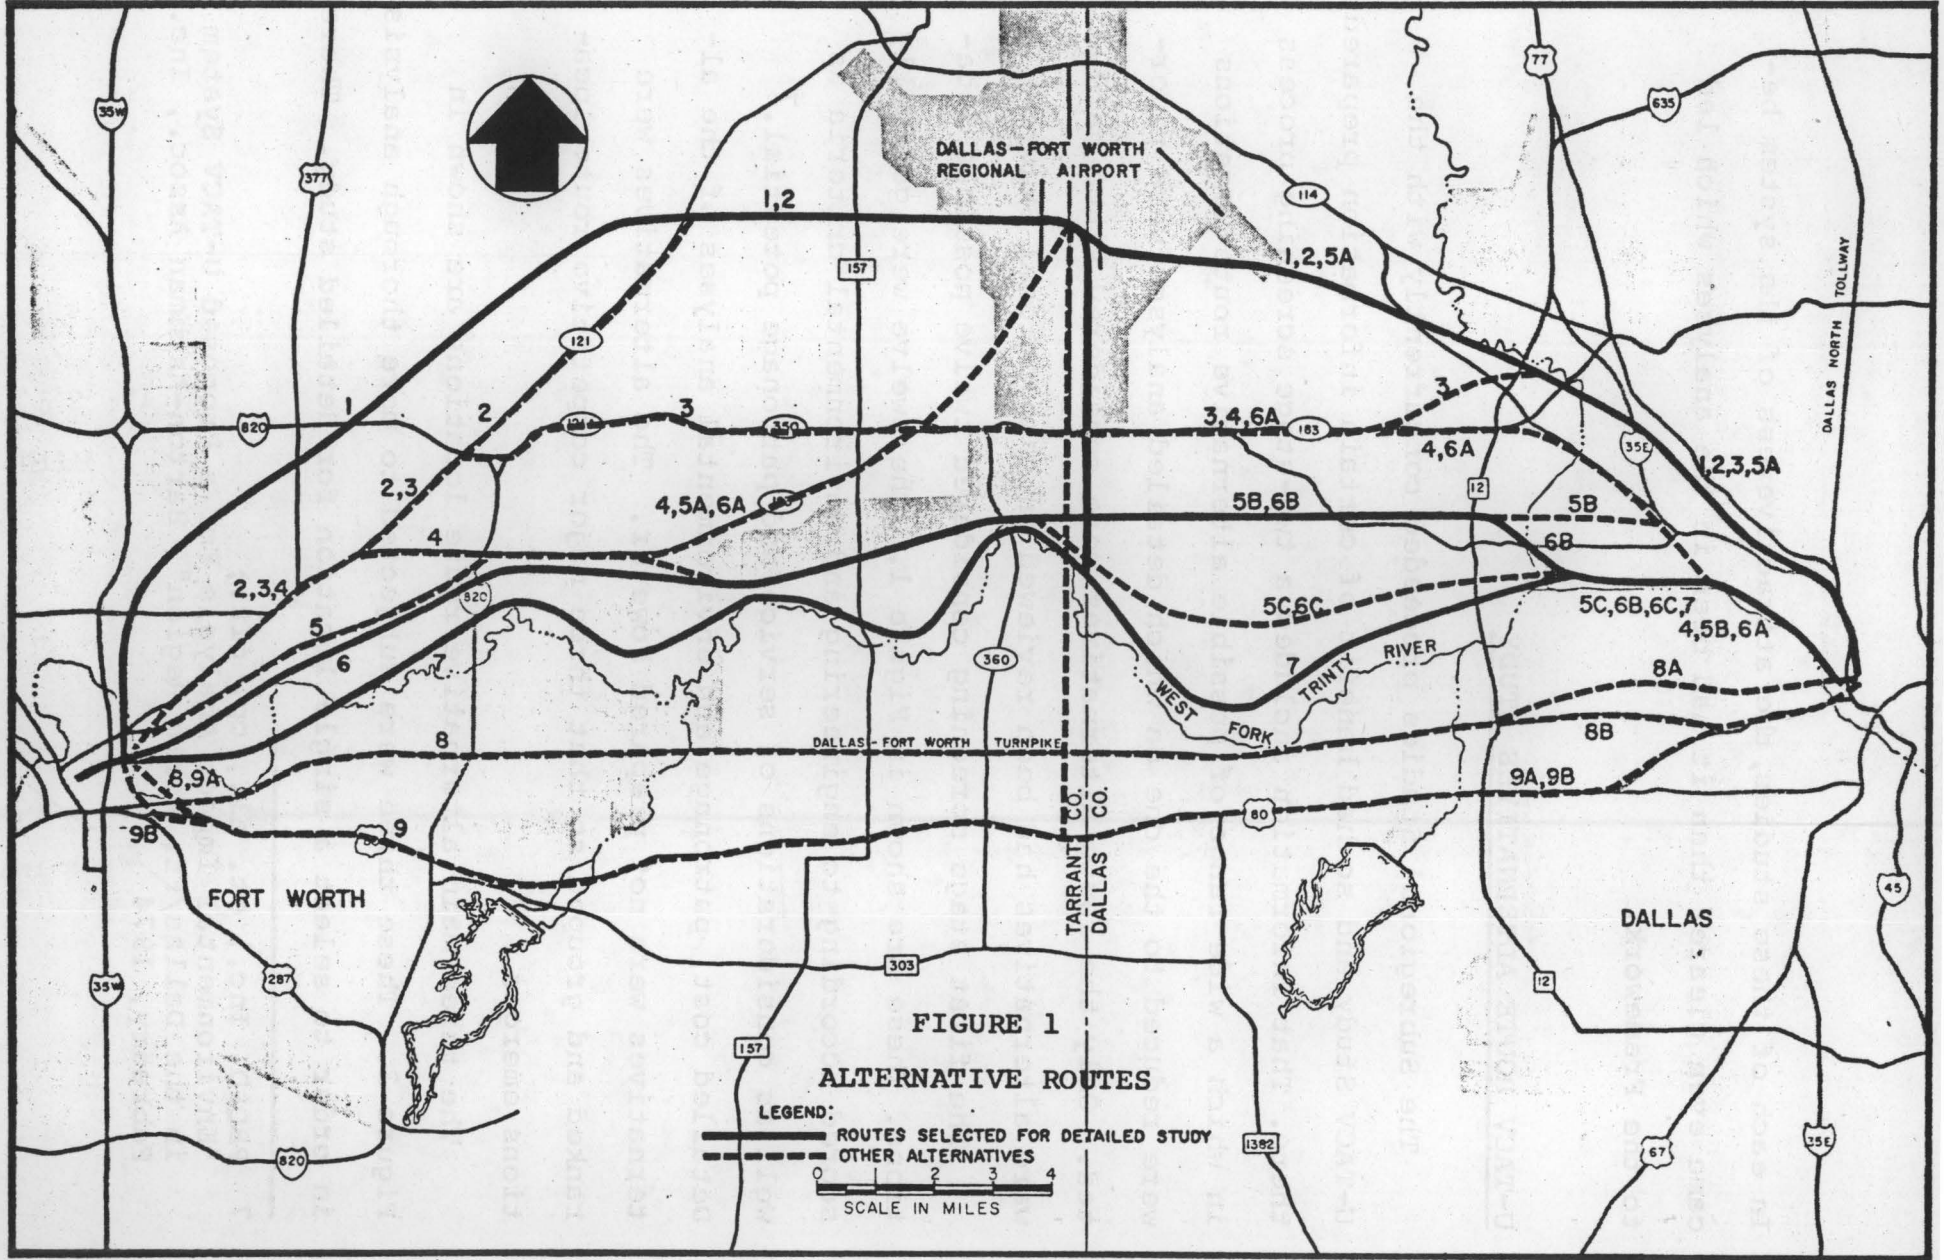 35W
377
77
635
DALLAS-FORT WORTH
REGIONAL AIRPORT
114
1,2
157
1,2,5A
DALLAS NORTH TOLLWAY
121
1
2
3
3
820
121
350
3,4,6A
183
4,6A
35E
1,2,3,5A
2,3
4,5A,6A
183
5B,6B
12
5B
4
6B
2,3,4
820
5
5C,6C
5C,6B,6C,7
4,5B,6A
6
7
360
7
WEST FORK TRINITY RIVER
8A
8
DALLAS-FORT WORTH TURNPIKE
8B
8,9A
9A,9B
80
9B
9
80
TARRANT CO.
DALLAS CO.
FORT WORTH
DALLAS
45
35W
287
303
12
FIGURE 1
157
ALTERNATIVE ROUTES
LEGEND:
ROUTES SELECTED FOR DETAILED STUDY
OTHER ALTERNATIVES
0 1 2 3 4
SCALE IN MILES
820
1382
67
35E